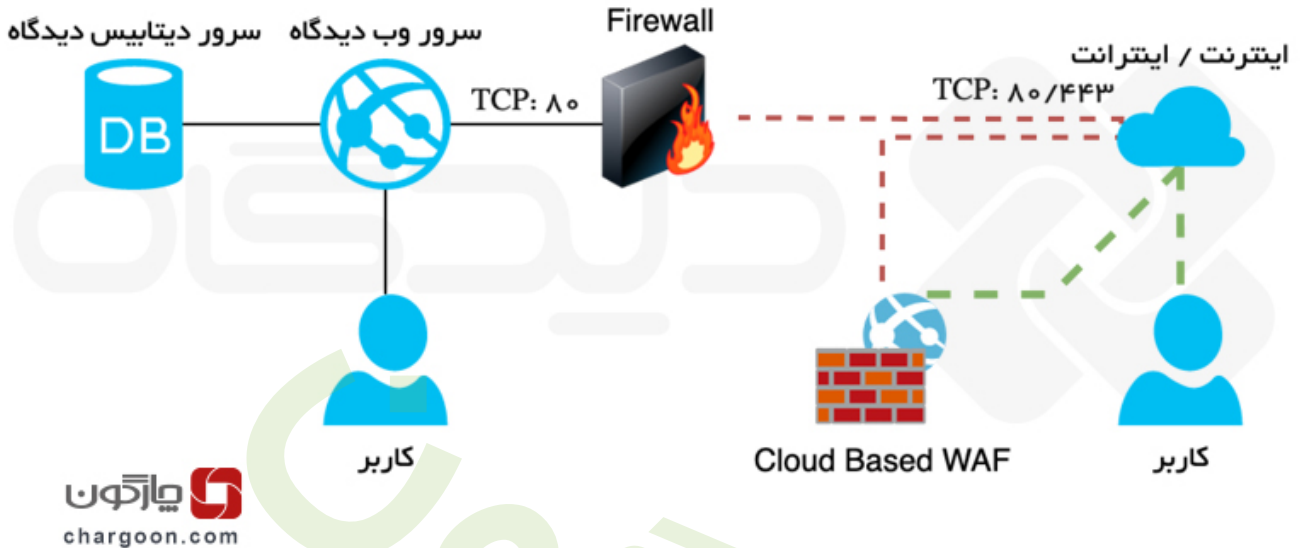 Firewall
سرور دیتابیس دیدگاه
سرور وب دیدگاه
اینترنت / اینترانت
TCP: ۸۰
TCP: ۸۰/۴۴۳
DB
دیدگاه
کاربر
Cloud Based WAF
کاربر
چارگون
chargoon.com